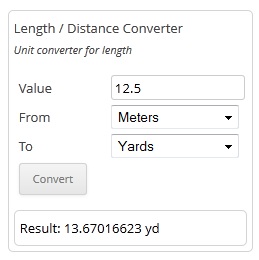 Length / Distance Converter
Unit converter for length
Value 12.5
From Meters
To Yards
Convert
Result: 13.67016623 yd